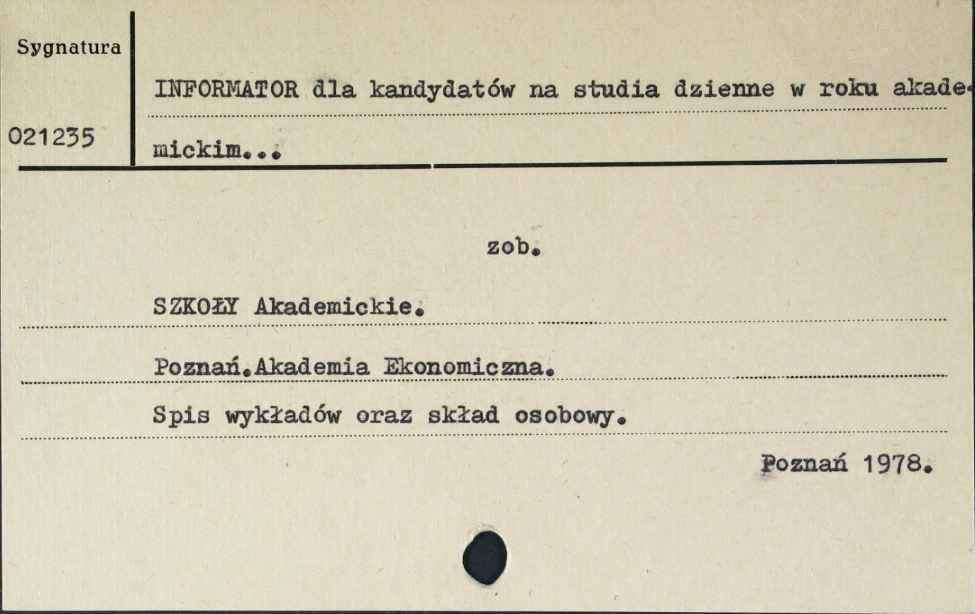 Sygnatura
INFORMATOR dla kandydatów na studia dzienne w roku akade-
021235
mickim...
zob.
SZKOŁY Akademickie.
Poznań.Akademia Ekonomiczna.
Spis wykładów oraz skład osobowy.
Poznań 1978.